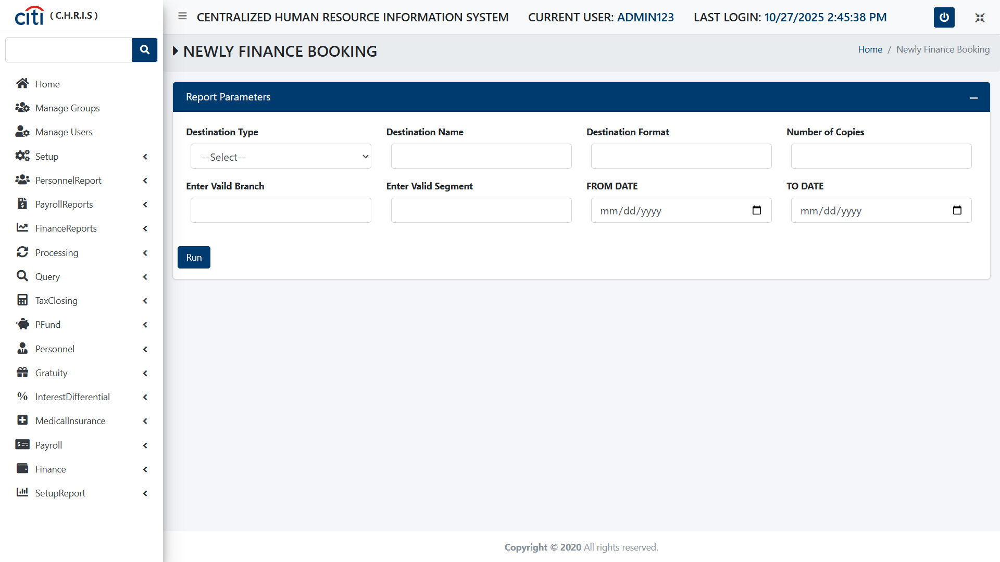 citi ( C.H.R.I.S )
CENTRALIZED HUMAN RESOURCE INFORMATION SYSTEM CURRENT USER: ADMIN123 LAST LOGIN: 10/27/2025 2:45:38 PM
NEWLY FINANCE BOOKING
Home / Newly Finance Booking
Home
Manage Groups
Manage Users
Setup
PersonnelReport
PayrollReports
FinanceReports
Processing
Query
TaxClosing
PFund
Personnel
Gratuity
% InterestDifferential
MedicalInsurance
Payroll
Finance
SetupReport
Report Parameters
Destination Type Destination Name Destination Format Number of Copies
--Select--
Enter Vaild Branch Enter Valid Segment FROM DATE TO DATE
mm/dd/yyyy mm/dd/yyyy
Run
Copyright © 2020 All rights reserved.